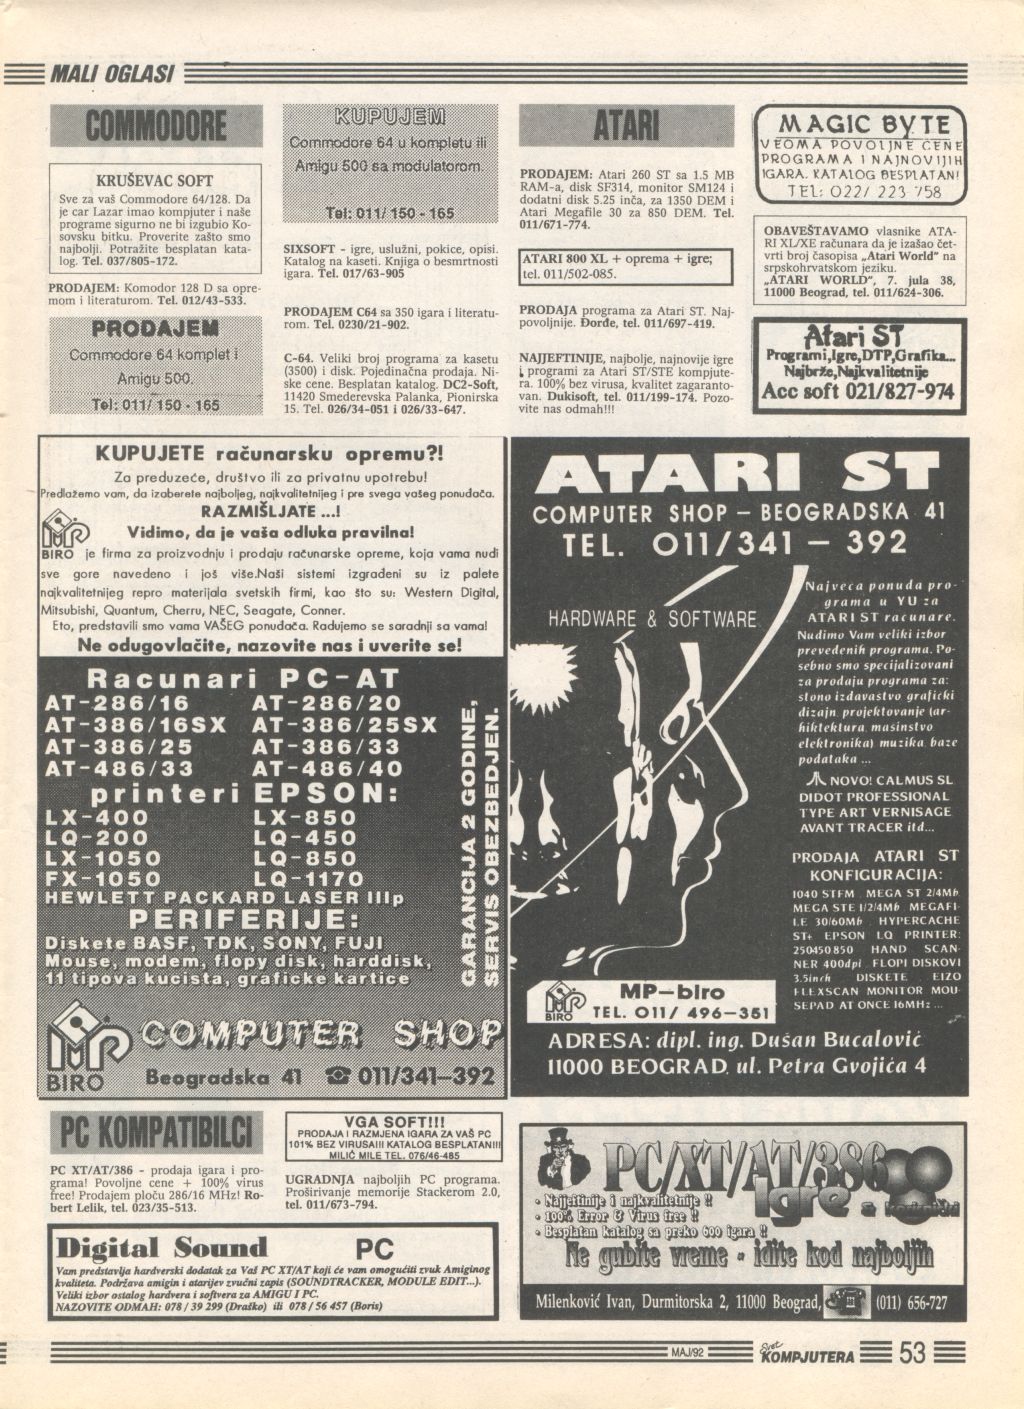 MALI OGLASI
COMMODORE
KRUŠEVAC SOFT
Sve za vaš Commodore 64/128. Da
je car Lazar imao kompjuter i naše
programe sigurno ne bi izgubio Ko-
sovsku bitku. Proverite zašto smo
najbolji. Potražite besplatan kata-
log. Tel. 037/805-172.
PRODAJEM: Komodor 128 D sa opre-
mom i literaturom. Tel. 012/43-533.
PRODAJEM
Commodore 64 komplet i
Amigu 500.
Tel: 011/ 150 - 165
KUPUJEM
Commodore 64 u kompletu ili
Amigu 500 sa modulatorom.
Tel: 011/ 150 - 165
SIXSOFT - igre, uslužni, pokice, opisi.
Katalog na kaseti. Knjiga o besmrtnosti
igara. Tel. 017/63-905
PRODAJEM C64 sa 350 igara i literatu-
rom. Tel. 0230/21-902.
C-64. Veliki broj programa za kasetu
(3500) i disk. Pojedinačna prodaja. Ni-
ske cene. Besplatan katalog. DC2-Soft,
11420 Smederevska Palanka, Pionirska
15. Tel. 026/34-051 i 026/33-647.
ATARI
PRODAJEM: Atari 260 ST sa 1.5 MB
RAM-a, disk SF314, monitor SM124 i
dodatni disk 5.25 inča, za 1350 DEM i
Atari Megafile 30 za 850 DEM. Tel.
011/671-774.
ATARI 800 XL + oprema + igre;
tel. 011/502-085.
PRODAJA programa za Atari ST. Naj-
povoljnije. Đorđe, tel. 011/697-419.
NAJJEFTINIJE, najbolje, najnovije igre
i programi za Atari ST/STE kompjute-
ra. 100% bez virusa, kvalitet zagaranto-
van. Dukisoft, tel. 011/199-174. Pozo-
vite nas odmah!!!
MAGIC BYTE
VEOMA POVOLJNE CENE
PROGRAMA I NAJNOVIJIH
IGARA. KATALOG BESPLATAN!
TEL: 022/ 223 758
OBAVEŠTAVAMO vlasnike ATA-
RI XL/XE računara da je izašao čet-
vrti broj časopisa „Atari World" na
srpskohrvatskom jeziku.
„ATARI WORLD", 7. jula 38,
11000 Beograd, tel. 011/624-306.
Atari ST
Programi,Igre,DTP,Grafika...
Najbrže,Najkvalitetnije
Acc soft 021/827-974
KUPUJETE računarsku opremu?!
Za preduzeće, društvo ili za privatnu upotrebu!
Predlažemo vam, da izaberete najboljeg, najkvalitetnijeg i pre svega vašeg ponuđača.
RAZMIŠLJATE ...!
Vidimo, da je vaša odluka pravilna!
MP BIRO je firma za proizvodnju i prodaju računarske opreme, koja vama nudi
sve gore navedeno i još više.Naši sistemi izgrađeni su iz palete
najkvalitetnijeg repro materijala svetskih firmi, kao što su: Western Digital,
Mitsubishi, Quantum, Cherru, NEC, Seagate, Conner.
Eto, predstavili smo vama VAŠEG ponuđača. Radujemo se saradnji sa vama!
Ne odugovlačite, nazovite nas i uverite se!
Racunari PC-AT
AT-286/16 AT-286/20
AT-386/16SX AT-386/25SX
AT-386/25 AT-386/33
AT-486/33 AT-486/40
printeri EPSON:
LX-400 LX-850
LQ-200 LQ-450
LX-1050 LQ-850
FX-1050 LQ-1170
HEWLETT PACKARD LASER IIIp
PERIFERIJE:
Diskete BASF, TDK, SONY, FUJI
Mouse, modem, flopy disk, harddisk,
11 tipova kucista, graficke kartice
GARANCIJA 2 GODINE,
SERVIS OBEZBEDJEN.
MP BIRO
COMPUTER SHOP
Beogradska 41 ☎ 011/341-392
ATARI ST
COMPUTER SHOP – BEOGRADSKA 41
TEL. 011/341 – 392
HARDWARE & SOFTWARE
Najveca ponuda pro-
grama u YU za
ATARI ST racunare.
Nudimo Vam veliki izbor
prevedenih programa. Po-
sebno smo specijalizovani
za prodaju programa za:
stono izdavastvo graficki
dizajn, projektovanje (ar-
hiktektura, masinstvo
elektronika) muzika, baze
podataka ...
NOVO! CALMUS SL
DIDOT PROFESSIONAL
TYPE ART VERNISAGE
AVANT TRACER itd...
PRODAJA ATARI ST
KONFIGURACIJA:
1040 STFM MEGA ST 2/4Mb
MEGA STE 1/2/4Mb MEGAFI-
LE 30/60Mb HYPERCACHE
ST+ EPSON LQ PRINTER:
250450850 HAND SCAN-
NER 400dpi FLOPI DISKOVI
3.5inch DISKETE EIZO
FLEXSCAN MONITOR MOU-
SEPAD AT ONCE 16MHz ...
MP BIRO
MP–biro
TEL. 011/ 496–351
ADRESA: dipl. ing. Dušan Bucalović
11000 BEOGRAD, ul. Petra Gvojića 4
PC KOMPATIBILCI
PC XT/AT/386 - prodaja igara i pro-
grama! Povoljne cene + 100% virus
free! Prodajem ploču 286/16 MHz! Ro-
bert Lelik, tel. 023/35-513.
VGA SOFT!!!
PRODAJA I RAZMJENA IGARA ZA VAŠ PC
101% BEZ VIRUSA!!! KATALOG BESPLATAN!!!
MILIĆ MILE TEL. 076/46-485
UGRADNJA najboljih PC programa.
Proširivanje memorije Stackerom 2.0,
tel. 011/673-794.
Digital Sound PC
Vam predstavlja hardverski dodatak za Vaš PC XT/AT koji će vam omogućiti zvuk Amiginog
kvaliteta. Podržava amigin i atarijev zvučni zapis (SOUNDTRACKER, MODULE EDIT...).
Veliki izbor ostalog hardvera i softvera za AMIGU I PC.
NAZOVITE ODMAH: 078 / 39 299 (Draško) ili 078 / 56 457 (Boris)
PC/XT/AT/386
Igre & korisnički
• Najjeftinije i najkvalitetnije !!
• 100% Error & Virus free !!
• Besplatan katalog sa preko 600 igara !!
Ne gubite vreme - idite kod najboljih
Milenković Ivan, Durmitorska 2, 11000 Beograd, (011) 656-727
MAJ/92
Svet KOMPJUTERA 53